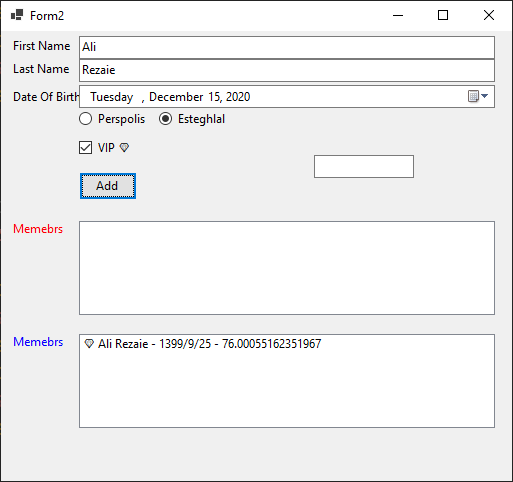 Form2
First Name Ali
Last Name Rezaie
Date Of Birth Tuesday , December 15, 2020
Perspolis Esteghlal
VIP
Add
Memebrs
Memebrs
Ali Rezaie - 1399/9/25 - 76.00055162351967